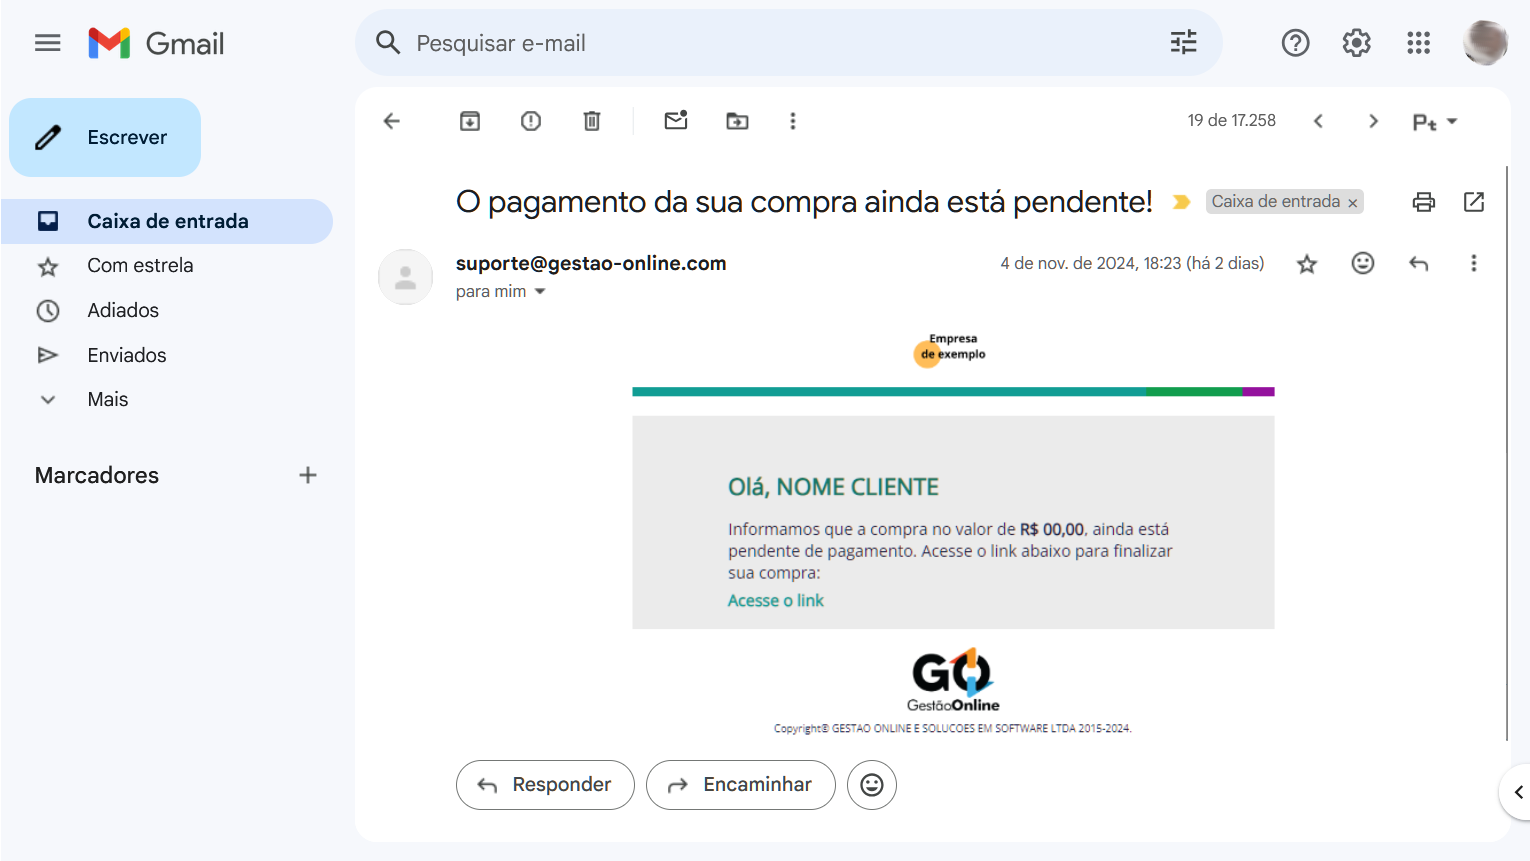 Gmail
Pesquisar e-mail
Escrever
Caixa de entrada
Com estrela
Adiados
Enviados
Mais
Marcadores
19 de 17.258
O pagamento da sua compra ainda está pendente!
Caixa de entrada ×
suporte@gestao-online.com
4 de nov. de 2024, 18:23 (há 2 dias)
para mim
Empresa
de exemplo
Olá, NOME CLIENTE
Informamos que a compra no valor de R$ 00,00, ainda está
pendente de pagamento. Acesse o link abaixo para finalizar
sua compra:
Acesse o link
GO
GestãoOnline
Copyright© GESTAO ONLINE E SOLUCOES EM SOFTWARE LTDA 2015-2024.
Responder
Encaminhar